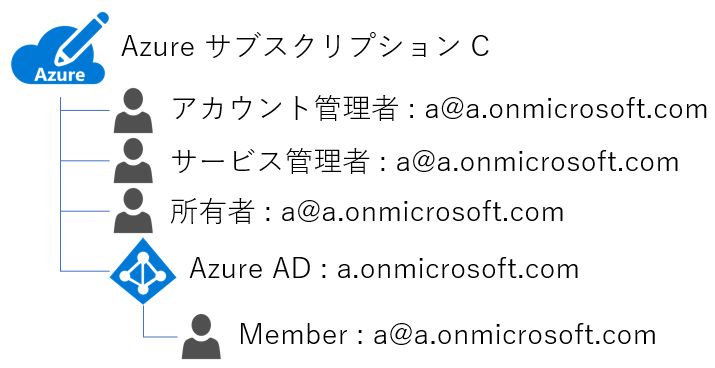 Azure サブスクリプション C
Azure
アカウント管理者 : a@a.onmicrosoft.com
サービス管理者 : a@a.onmicrosoft.com
所有者 : a@a.onmicrosoft.com
Azure AD : a.onmicrosoft.com
Member : a@a.onmicrosoft.com